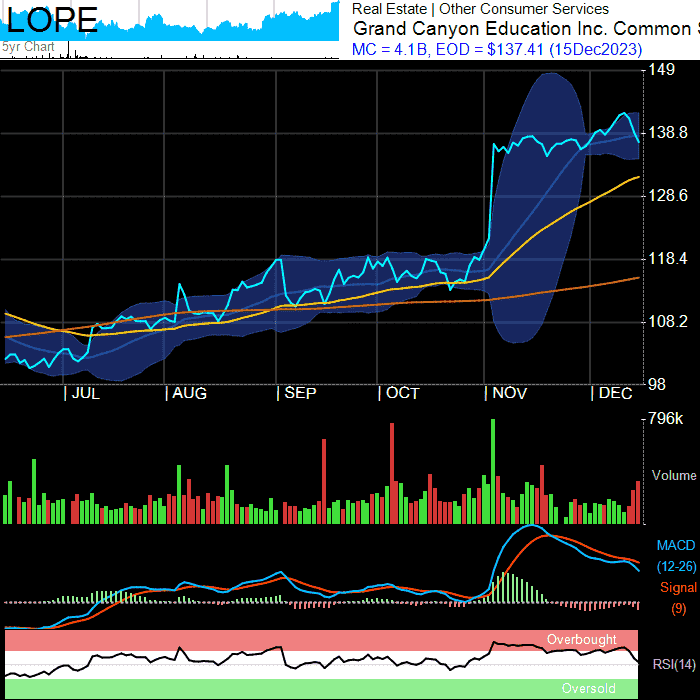 LOPE
5yr Chart
Real Estate | Other Consumer Services
Grand Canyon Education Inc. Common S
MC = 4.1B, EOD = $137.41 (15Dec2023)
149
138.8
128.6
118.4
108.2
98
JUL AUG SEP OCT NOV DEC
796k
Volume
MACD
(12-26)
Signal
(9)
Overbought
RSI(14)
Oversold